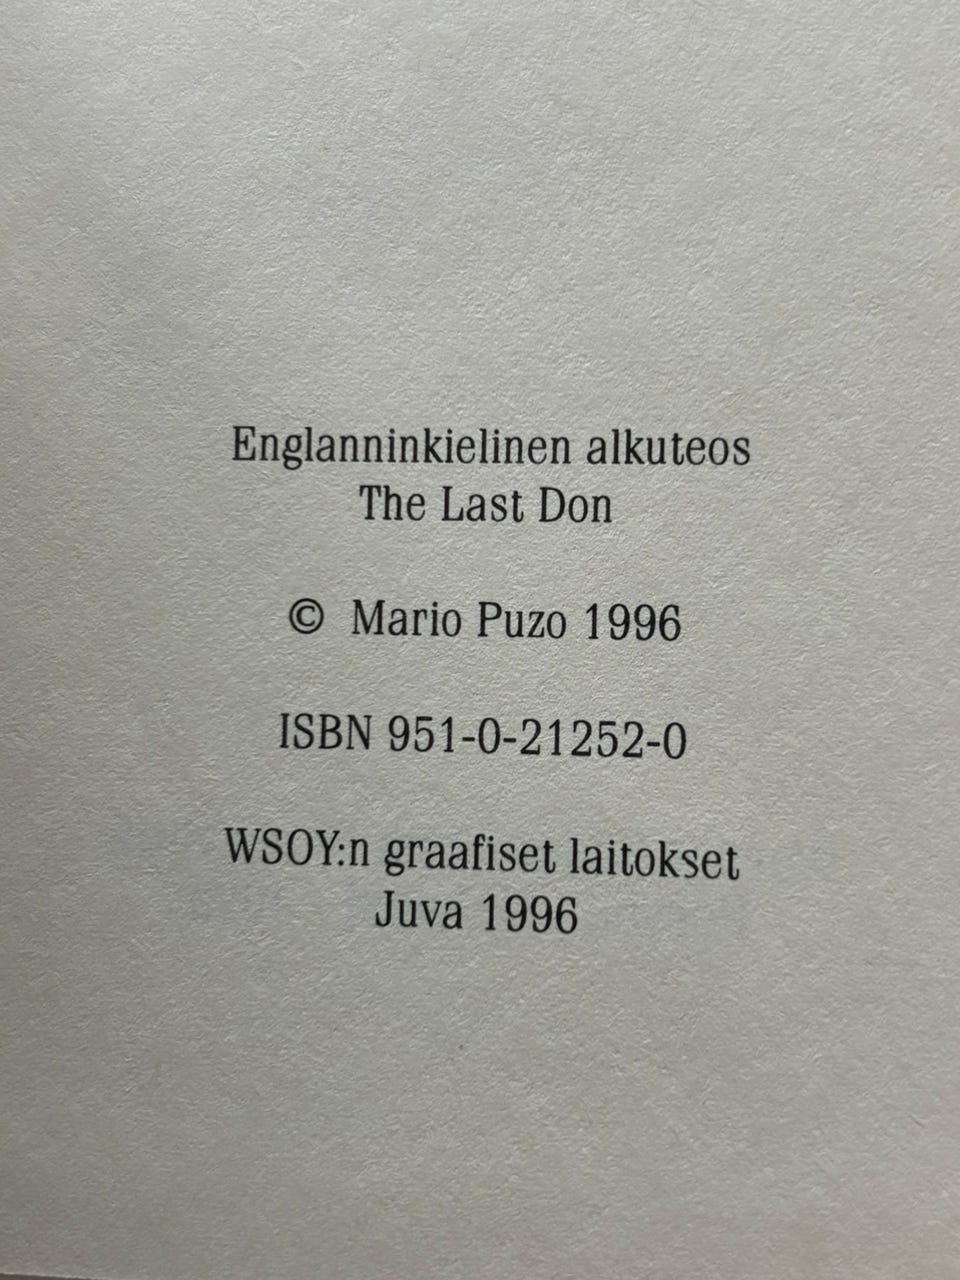 Englanninkielinen alkuteos
The Last Don
© Mario Puzo 1996
ISBN 951-0-21252-0
WSOY:n graafiset laitokset
Juva 1996